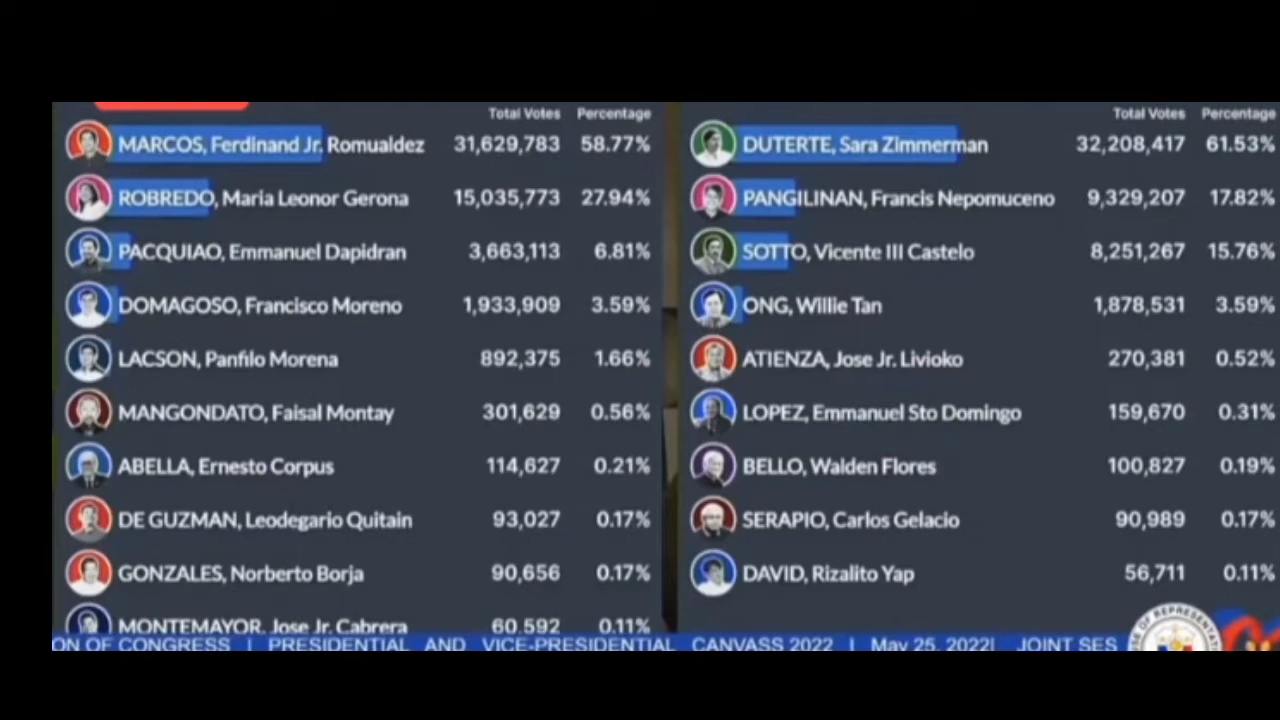 Total Votes Percentage
MARCOS, Ferdinand Jr. Romualdez 31,629,783 58.77%
ROBREDO, Maria Leonor Gerona 15,035,773 27.94%
PACQUIAO, Emmanuel Dapidran 3,663,113 6.81%
DOMAGOSO, Francisco Moreno 1,933,909 3.59%
LACSON, Panfilo Morena 892,375 1.66%
MANGONDATO, Faisal Montay 301,629 0.56%
ABELLA, Ernesto Corpus 114,627 0.21%
DE GUZMAN, Leodegario Quitain 93,027 0.17%
GONZALES, Norberto Borja 90,656 0.17%
MONTEMAYOR, Jose Jr. Cabrera 60,592 0.11%
Total Votes Percentage
DUTERTE, Sara Zimmerman 32,208,417 61.53%
PANGILINAN, Francis Nepomuceno 9,329,207 17.82%
SOTTO, Vicente III Castelo 8,251,267 15.76%
ONG, Willie Tan 1,878,531 3.59%
ATIENZA, Jose Jr. Livioko 270,381 0.52%
LOPEZ, Emmanuel Sto Domingo 159,670 0.31%
BELLO, Walden Flores 100,827 0.19%
SERAPIO, Carlos Gelacio 90,989 0.17%
DAVID, Rizalito Yap 56,711 0.11%
ON OF CONGRESS | PRESIDENTIAL AND VICE-PRESIDENTIAL CANVASS 2022 | May 25, 2022| JOINT SES
OF REPRESENTATI